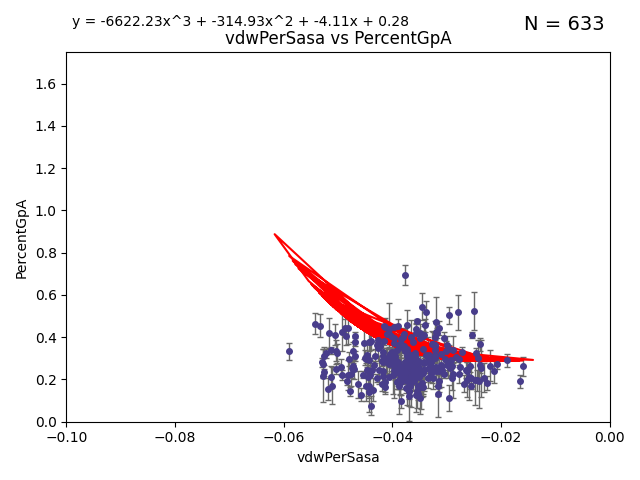 y = -6622.23x^3 + -314.93x^2 + -4.11x + 0.28
N = 633
vdwPerSasa vs PercentGpA
PercentGpA
1.6
1.4
1.2
1.0
0.8
0.6
0.4
0.2
0.0
−0.10 −0.08 −0.06 −0.04 −0.02 0.00
vdwPerSasa